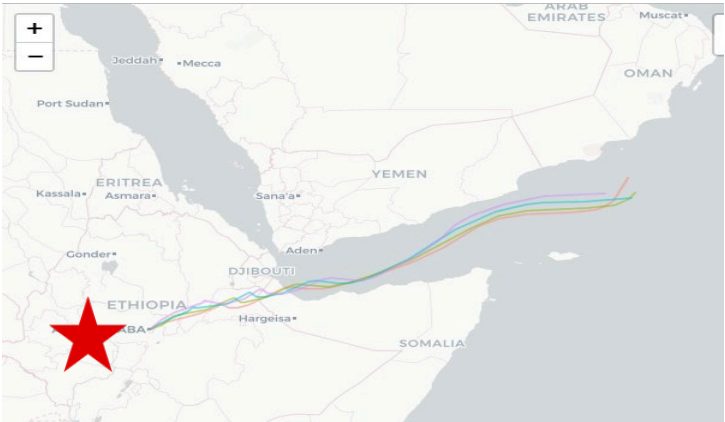 +
−
ARAB
EMIRATES
Muscat
Jeddah
Mecca
OMAN
Port Sudan
YEMEN
ERITREA
Kassala
Asmara
Sana'a
Gonder
Aden
DJIBOUTI
ETHIOPIA
ABA
Hargeisa
SOMALIA